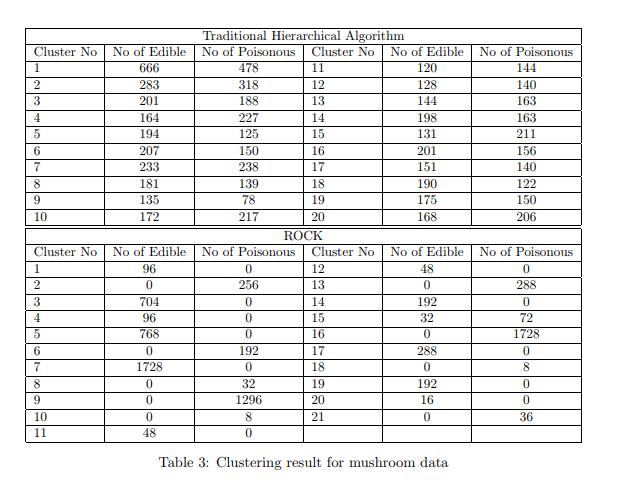 Traditional Hierarchical Algorithm
Cluster No No of Edible No of Poisonous Cluster No No of Edible No of Poisonous
1 666 478 11 120 144
2 283 318 12 128 140
3 201 188 13 144 163
4 164 227 14 198 163
5 194 125 15 131 211
6 207 150 16 201 156
7 233 238 17 151 140
8 181 139 18 190 122
9 135 78 19 175 150
10 172 217 20 168 206
ROCK
Cluster No No of Edible No of Poisonous Cluster No No of Edible No of Poisonous
1 96 0 12 48 0
2 0 256 13 0 288
3 704 0 14 192 0
4 96 0 15 32 72
5 768 0 16 0 1728
6 0 192 17 288 0
7 1728 0 18 0 8
8 0 32 19 192 0
9 0 1296 20 16 0
10 0 8 21 0 36
11 48 0
Table 3: Clustering result for mushroom data